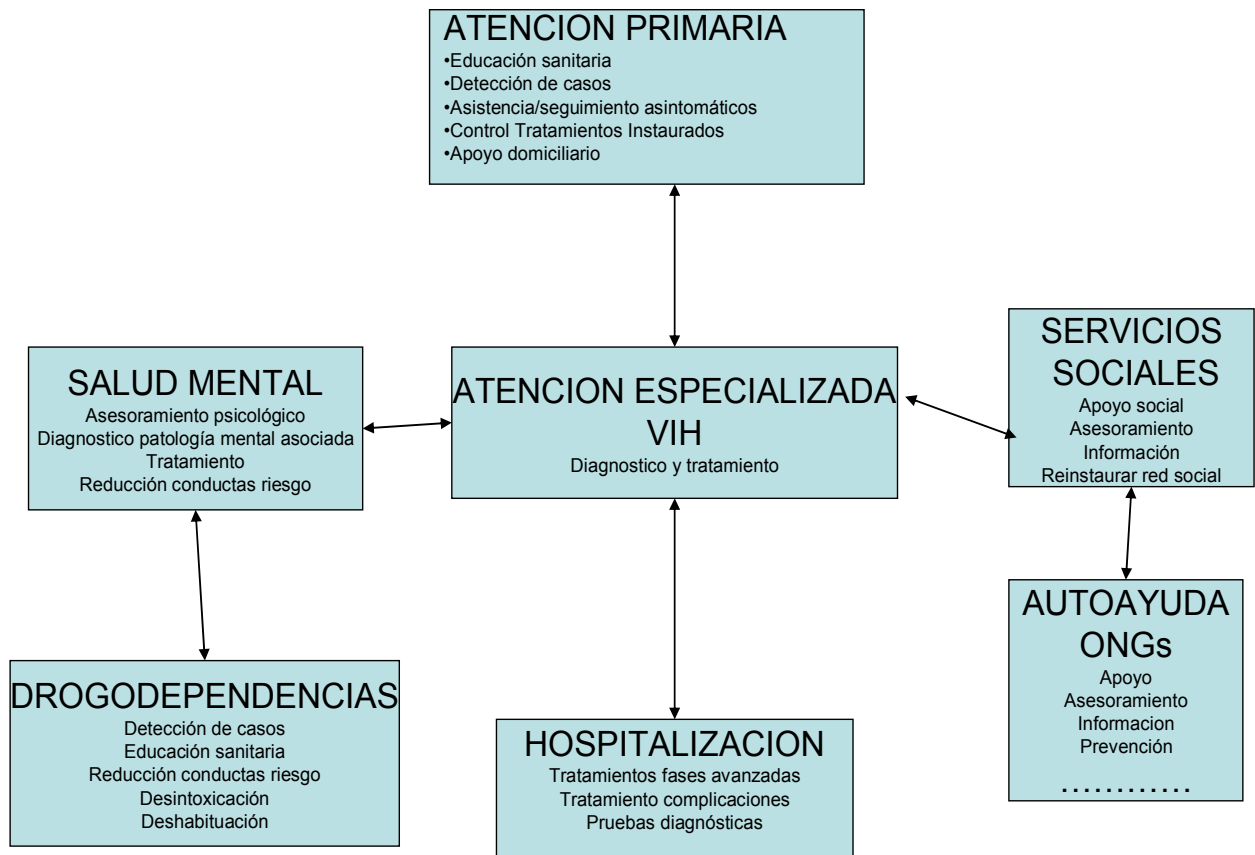 ATENCION PRIMARIA
•Educación sanitaria
•Detección de casos
•Asistencia/seguimiento asintomáticos
•Control Tratamientos Instaurados
•Apoyo domiciliario
SALUD MENTAL
Asesoramiento psicológico
Diagnostico patología mental asociada
Tratamiento
Reducción conductas riesgo
ATENCION ESPECIALIZADA
VIH
Diagnostico y tratamiento
SERVICIOS
SOCIALES
Apoyo social
Asesoramiento
Información
Reinstaurar red social
DROGODEPENDENCIAS
Detección de casos
Educación sanitaria
Reducción conductas riesgo
Desintoxicación
Deshabituación
HOSPITALIZACION
Tratamientos fases avanzadas
Tratamiento complicaciones
Pruebas diagnósticas
AUTOAYUDA
ONGs
Apoyo
Asesoramiento
Informacion
Prevención
............